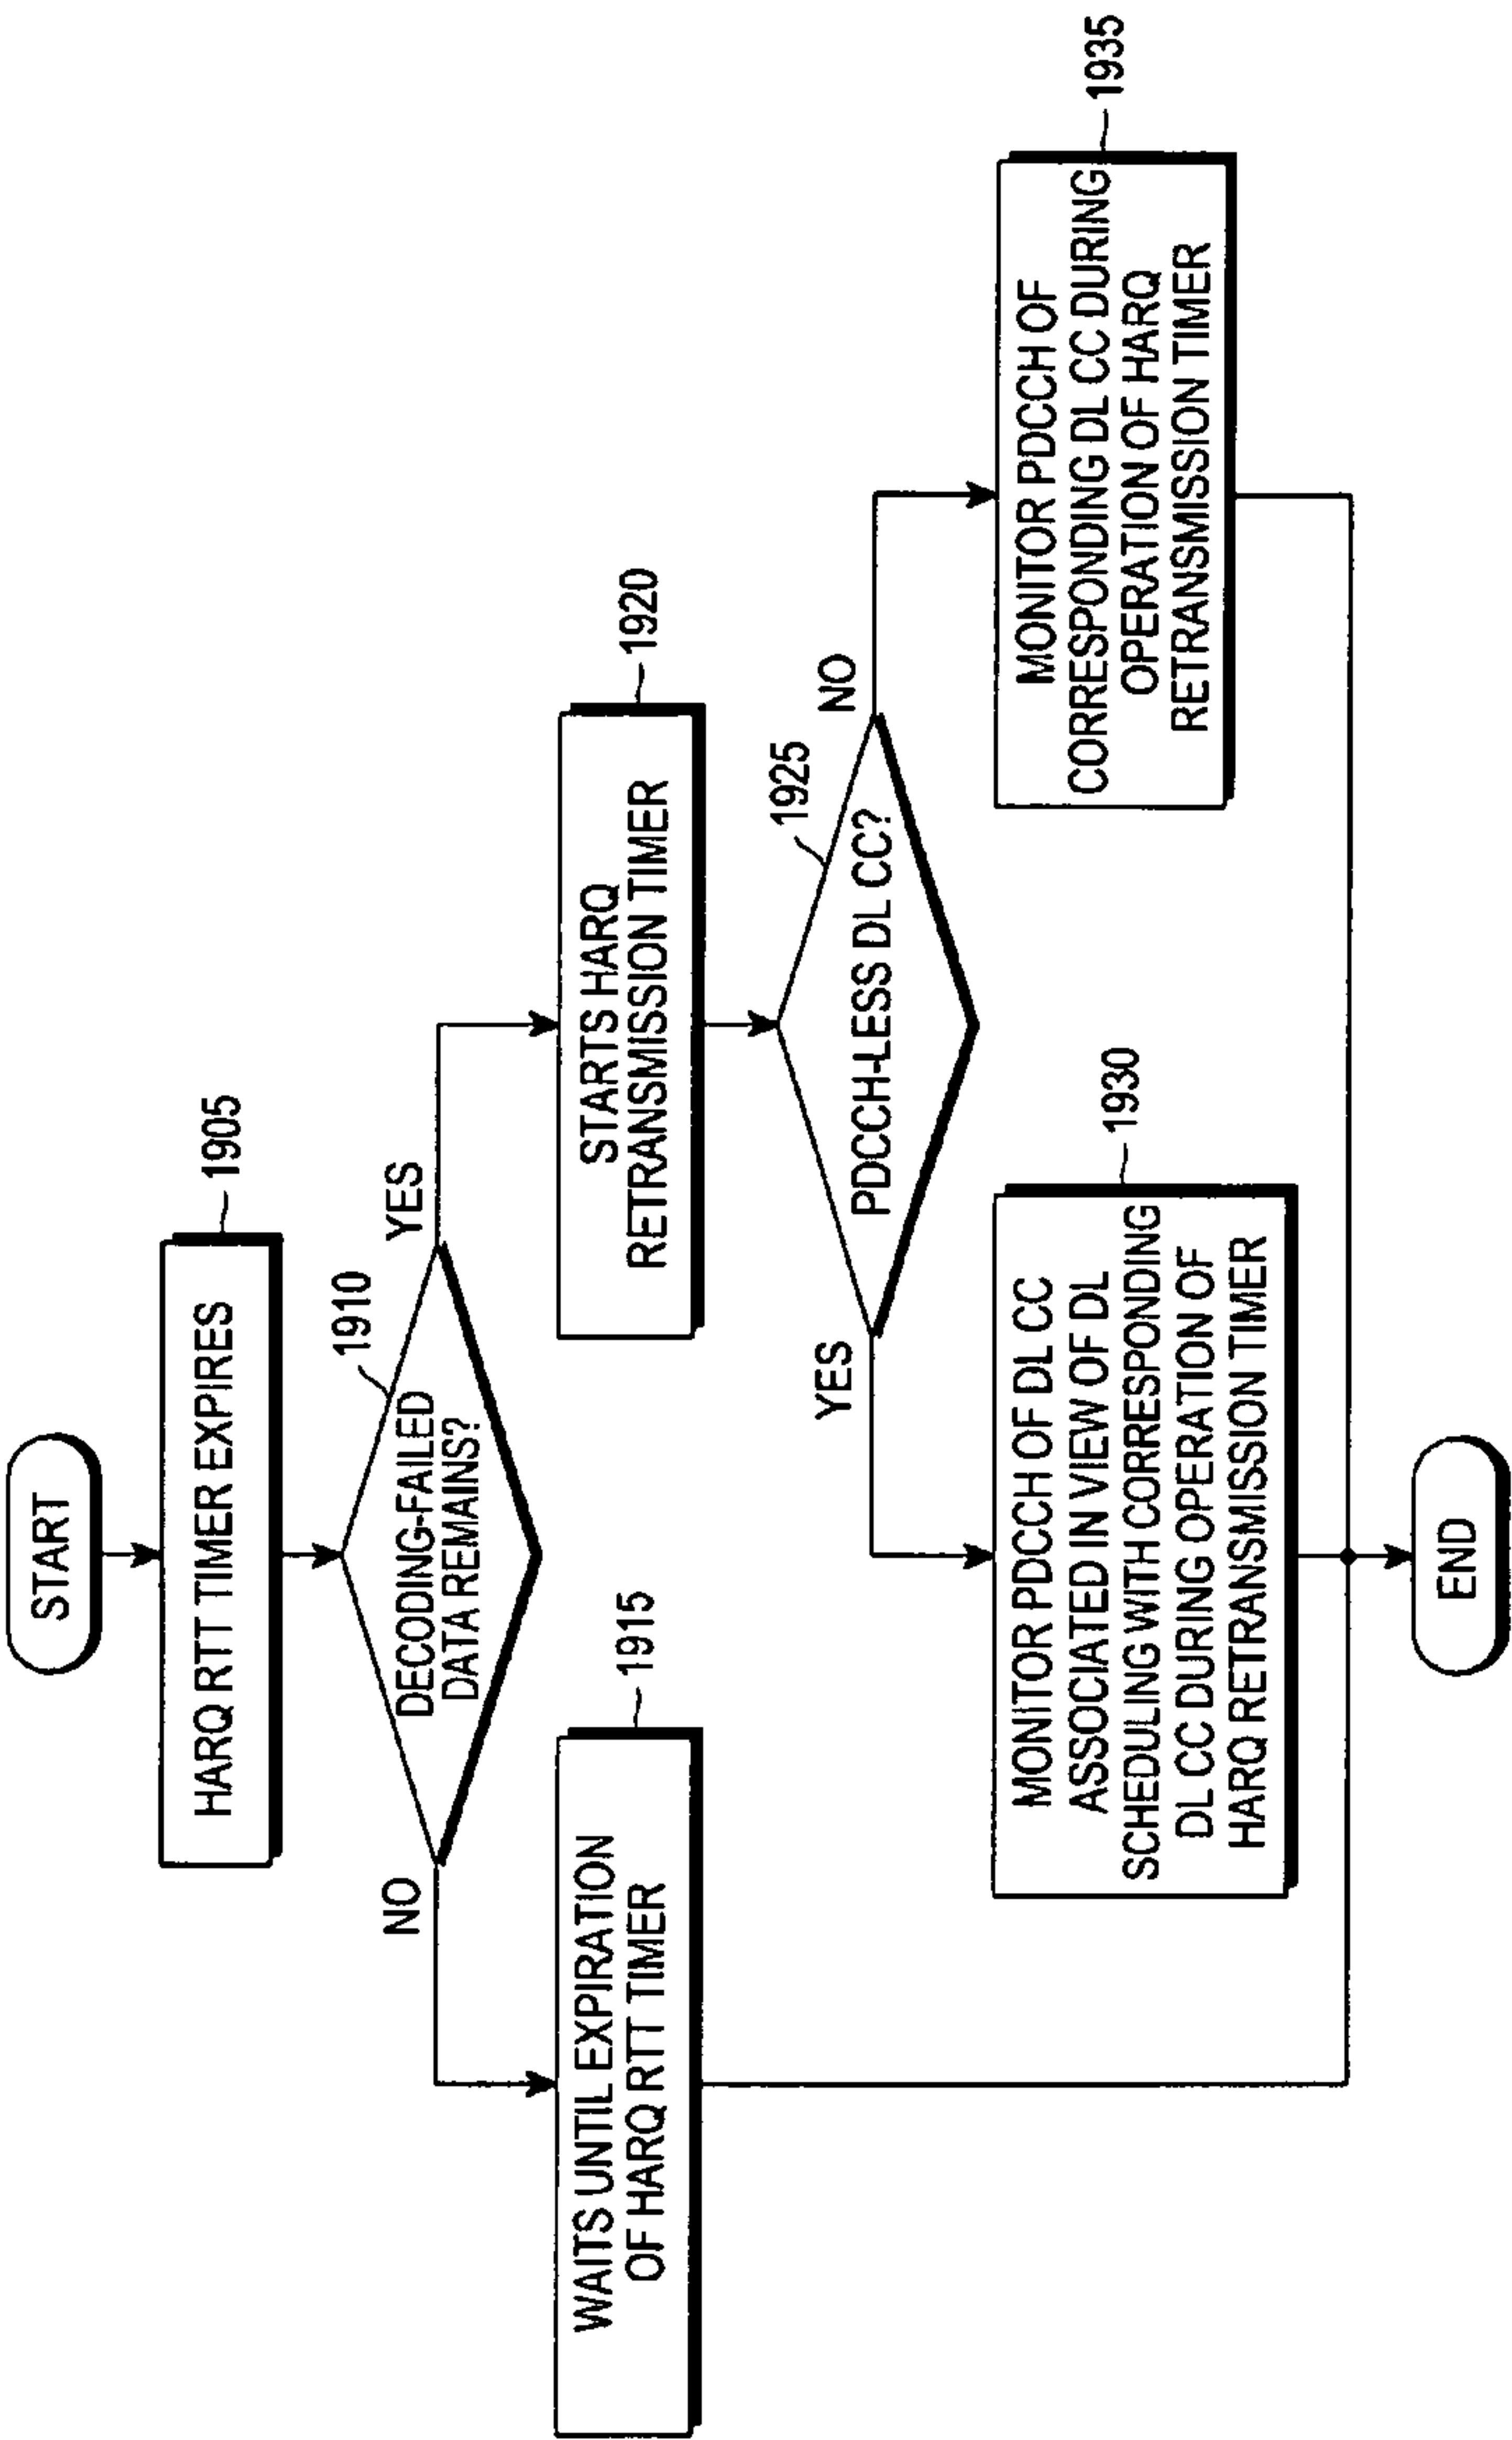 START
HARQ RTT TIMER EXPIRES
1905
DECODING-FAILED
DATA REMAINS?
1910
NO
YES
WAITS UNTIL EXPIRATION
OF HARQ RTT TIMER
1915
STARTS HARQ
RETRANSMISSION TIMER
1920
PDCCH-LESS DL CC?
1925
YES
NO
MONITOR PDCCH OF DL CC
ASSOCIATED IN VIEW OF DL
SCHEDULING WITH CORRESPONDING
DL CC DURING OPERATION OF
HARQ RETRANSMISSION TIMER
1930
MONITOR PDCCH OF
CORRESPONDING DL CC DURING
OPERATION OF HARQ
RETRANSMISSION TIMER
1935
END